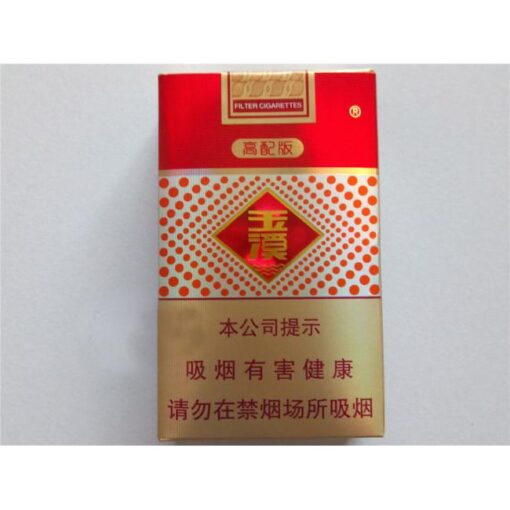 FILTER CIGARETTES
®
高配版
玉溪
本公司提示
吸烟有害健康
请勿在禁烟场所吸烟